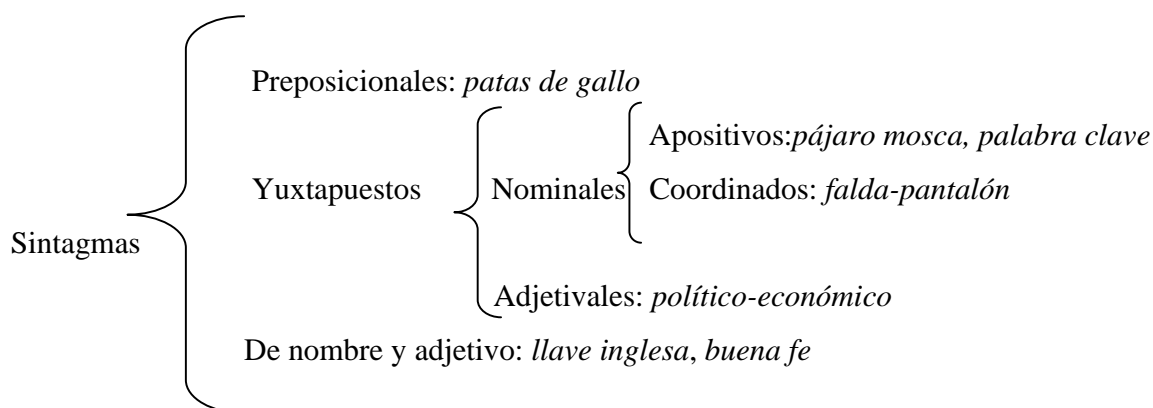 Preposicionales: patas de gallo
Apositivos:pájaro mosca, palabra clave
Yuxtapuestos Nominales Coordinados: falda-pantalón
Sintagmas
Adjetivales: político-económico
De nombre y adjetivo: llave inglesa, buena fe